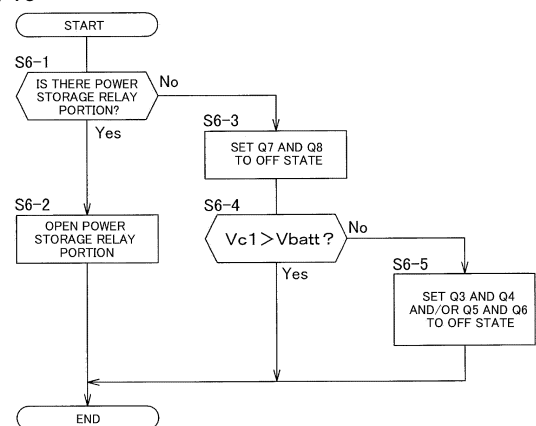 START
S6-1
IS THERE POWER
STORAGE RELAY
PORTION?
No
Yes
S6-3
SET Q7 AND Q8
TO OFF STATE
S6-2
OPEN POWER
STORAGE RELAY
PORTION
S6-4
Vc1>Vbatt?
No
Yes
S6-5
SET Q3 AND Q4
AND/OR Q5 AND Q6
TO OFF STATE
END